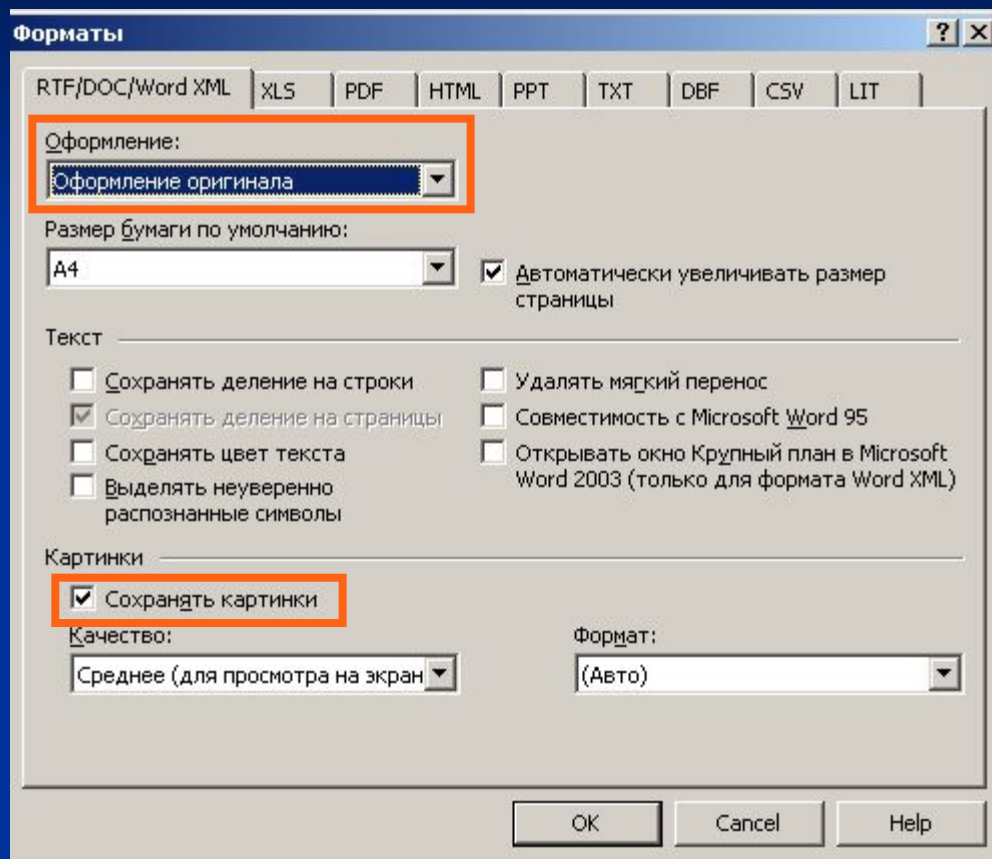 Форматы
RTF/DOC/Word XML XLS PDF HTML PPT TXT DBF CSV LIT
Оформление:
Оформление оригинала
Размер бумаги по умолчанию:
A4
Автоматически увеличивать размер
страницы
Текст
Сохранять деление на строки
Сохранять деление на страницы
Сохранять цвет текста
Выделять неуверенно
распознанные символы
Удалять мягкий перенос
Совместимость с Microsoft Word 95
Открывать окно Крупный план в Microsoft
Word 2003 (только для формата Word XML)
Картинки
Сохранять картинки
Качество:
Среднее (для просмотра на экран
Формат:
(Авто)
OK Cancel Help